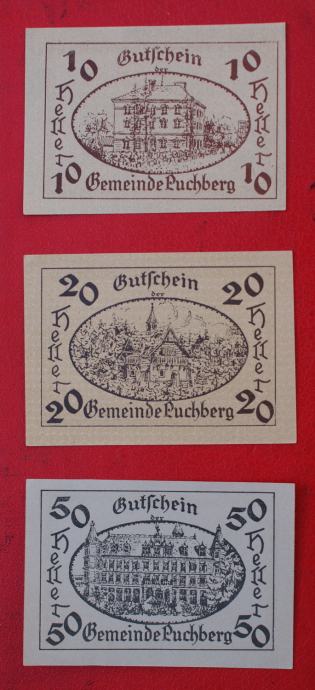 10 Gutschein 10
der
Heller Heller
10 Gemeinde Puchberg 10
20 Gutschein 20
der
Heller Heller
20 Gemeinde Puchberg 20
50 Gutschein 50
der
Heller Heller
50 Gemeinde Puchberg 50